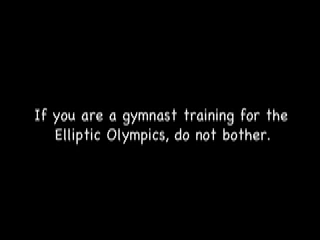 If you are a gymnast training for the
Elliptic Olympics, do not bother.